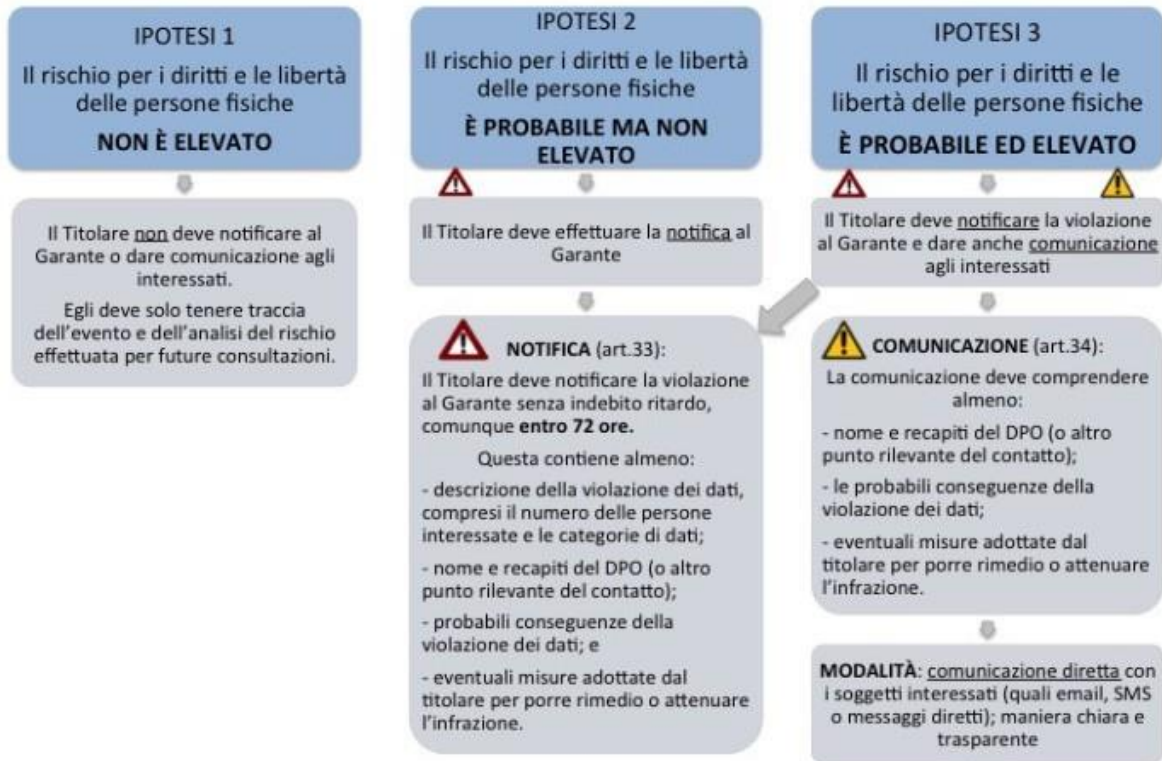 IPOTESI 1
Il rischio per i diritti e le libertà
delle persone fisiche
NON È ELEVATO
Il Titolare non deve notificare al
Garante o dare comunicazione agli
interessati.
Egli deve solo tenere traccia
dell'evento e dell'analisi del rischio
effettuata per future consultazioni.
IPOTESI 2
Il rischio per i diritti e le libertà
delle persone fisiche
È PROBABILE MA NON
ELEVATO
Il Titolare deve effettuare la notifica al
Garante
NOTIFICA (art.33):
Il Titolare deve notificare la violazione
al Garante senza indebito ritardo,
comunque entro 72 ore.
Questa contiene almeno:
- descrizione della violazione dei dati,
compresi il numero delle persone
interessate e le categorie di dati;
- nome e recapiti del DPO (o altro
punto rilevante del contatto);
- probabili conseguenze della
violazione dei dati; e
- eventuali misure adottate dal
titolare per porre rimedio o attenuare
l'infrazione.
IPOTESI 3
Il rischio per i diritti e le
libertà delle persone fisiche
È PROBABILE ED ELEVATO
Il Titolare deve notificare la violazione
al Garante e dare anche comunicazione
agli interessati
COMUNICAZIONE (art.34):
La comunicazione deve comprendere
almeno:
- nome e recapiti del DPO (o altro
punto rilevante del contatto);
- le probabili conseguenze della
violazione dei dati;
- eventuali misure adottate dal
titolare per porre rimedio o attenuare
l'infrazione.
MODALITÀ: comunicazione diretta con
i soggetti interessati (quali email, SMS
o messaggi diretti); maniera chiara e
trasparente